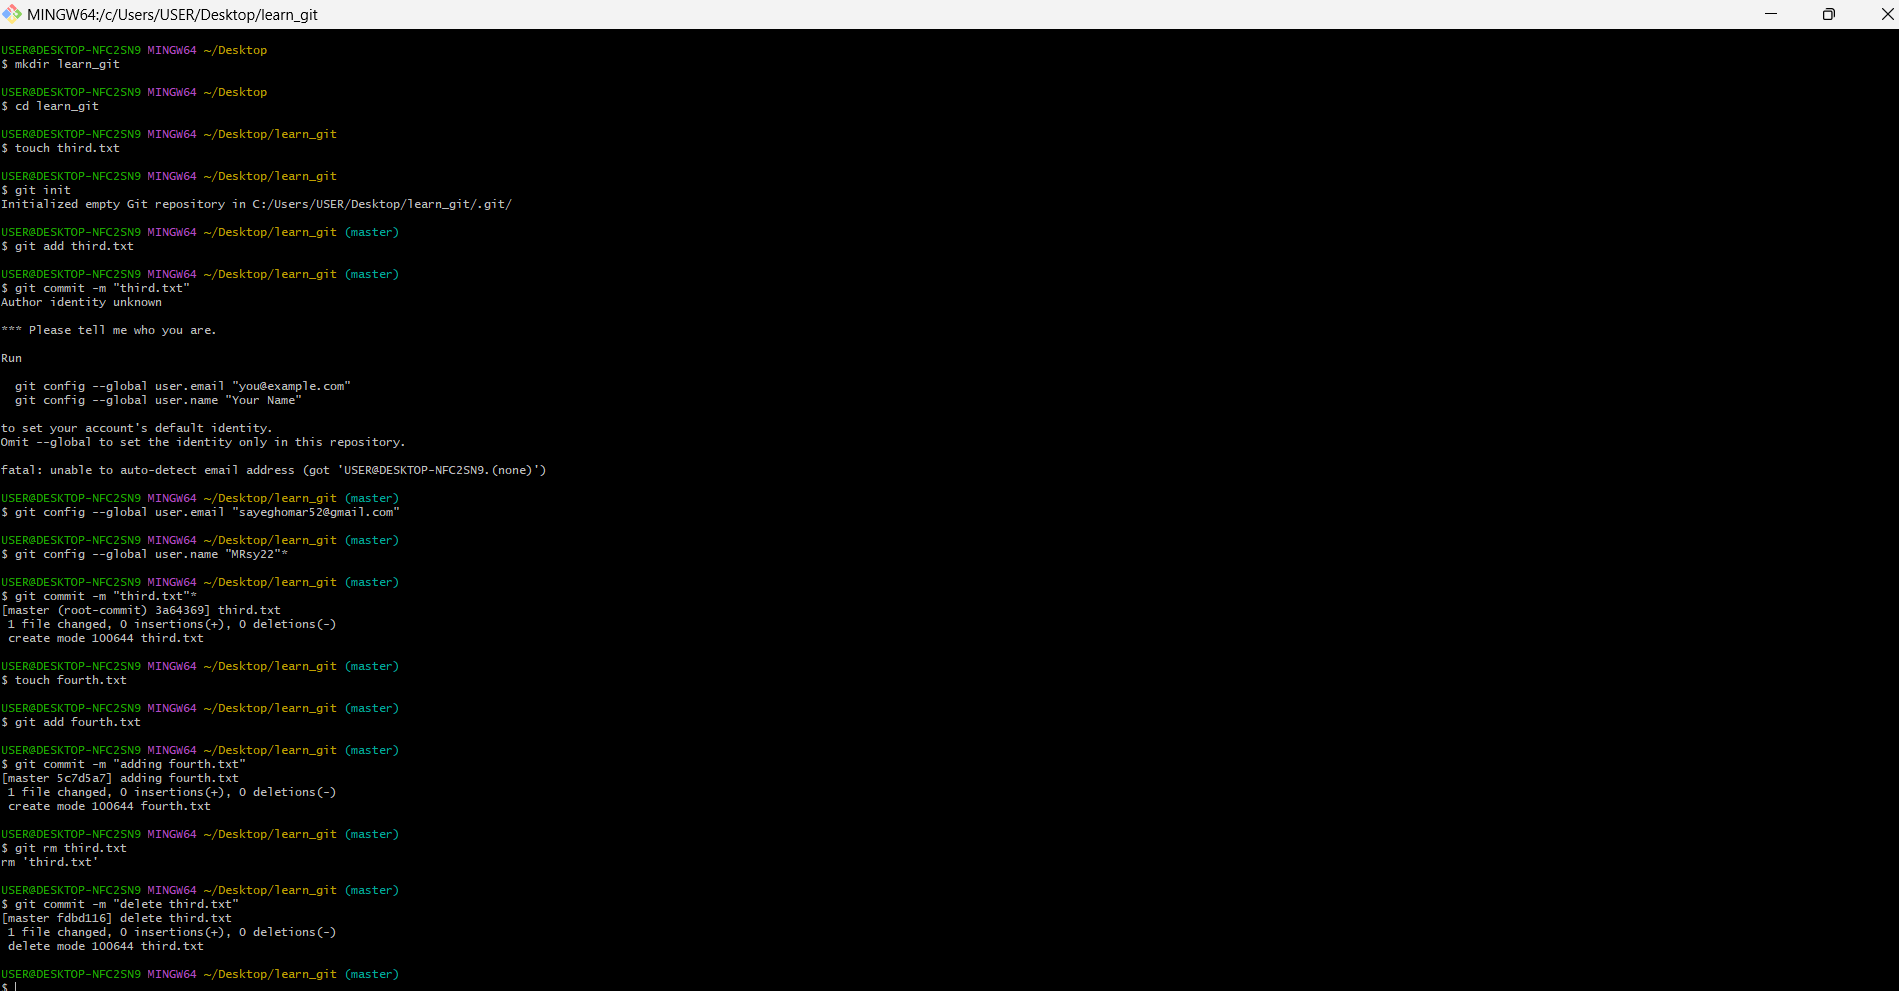 MINGW64:/c/Users/USER/Desktop/learn_git
USER@DESKTOP-NFC2SN9 MINGW64 ~/Desktop
$ mkdir learn_git
USER@DESKTOP-NFC2SN9 MINGW64 ~/Desktop
$ cd learn_git
USER@DESKTOP-NFC2SN9 MINGW64 ~/Desktop/learn_git
$ touch third.txt
USER@DESKTOP-NFC2SN9 MINGW64 ~/Desktop/learn_git
$ git init
Initialized empty Git repository in C:/Users/USER/Desktop/learn_git/.git/
USER@DESKTOP-NFC2SN9 MINGW64 ~/Desktop/learn_git (master)
$ git add third.txt
USER@DESKTOP-NFC2SN9 MINGW64 ~/Desktop/learn_git (master)
$ git commit -m "third.txt"
Author identity unknown
*** Please tell me who you are.
Run
  git config --global user.email "you@example.com"
  git config --global user.name "Your Name"
to set your account's default identity.
Omit --global to set the identity only in this repository.
fatal: unable to auto-detect email address (got 'USER@DESKTOP-NFC2SN9.(none)')
USER@DESKTOP-NFC2SN9 MINGW64 ~/Desktop/learn_git (master)
$ git config --global user.email "sayeghomar52@gmail.com"
USER@DESKTOP-NFC2SN9 MINGW64 ~/Desktop/learn_git (master)
$ git config --global user.name "MRsy22"*
USER@DESKTOP-NFC2SN9 MINGW64 ~/Desktop/learn_git (master)
$ git commit -m "third.txt"*
[master (root-commit) 3a64369] third.txt
 1 file changed, 0 insertions(+), 0 deletions(-)
 create mode 100644 third.txt
USER@DESKTOP-NFC2SN9 MINGW64 ~/Desktop/learn_git (master)
$ touch fourth.txt
USER@DESKTOP-NFC2SN9 MINGW64 ~/Desktop/learn_git (master)
$ git add fourth.txt
USER@DESKTOP-NFC2SN9 MINGW64 ~/Desktop/learn_git (master)
$ git commit -m "adding fourth.txt"
[master 5c7d5a7] adding fourth.txt
 1 file changed, 0 insertions(+), 0 deletions(-)
 create mode 100644 fourth.txt
USER@DESKTOP-NFC2SN9 MINGW64 ~/Desktop/learn_git (master)
$ git rm third.txt
rm 'third.txt'
USER@DESKTOP-NFC2SN9 MINGW64 ~/Desktop/learn_git (master)
$ git commit -m "delete third.txt"
[master fdbd116] delete third.txt
 1 file changed, 0 insertions(+), 0 deletions(-)
 delete mode 100644 third.txt
USER@DESKTOP-NFC2SN9 MINGW64 ~/Desktop/learn_git (master)
$